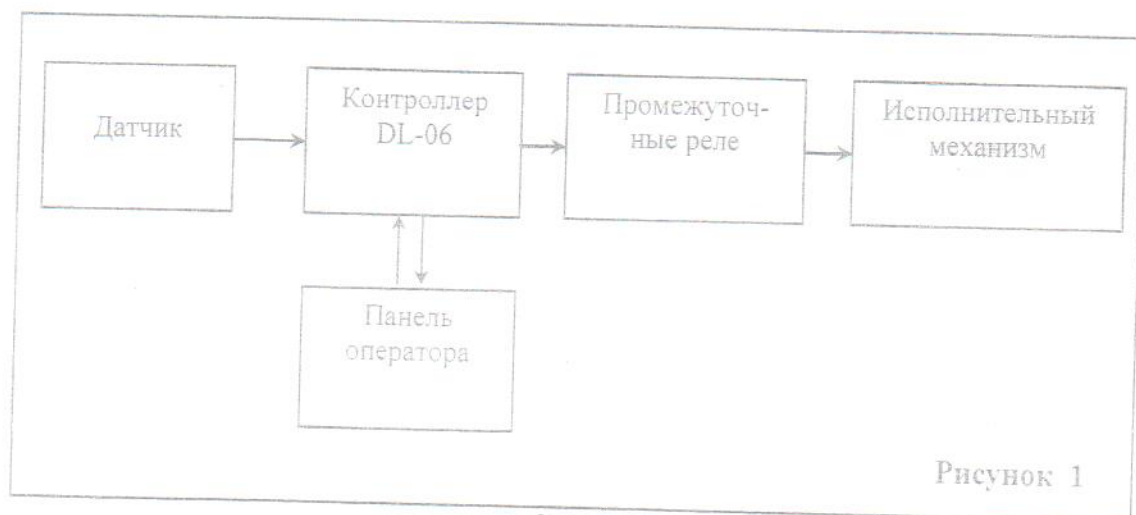 Датчик
Контроллер
DL-06
Промежуточ-
ные реле
Исполнительный
механизм
Панель
оператора
Рисунок 1